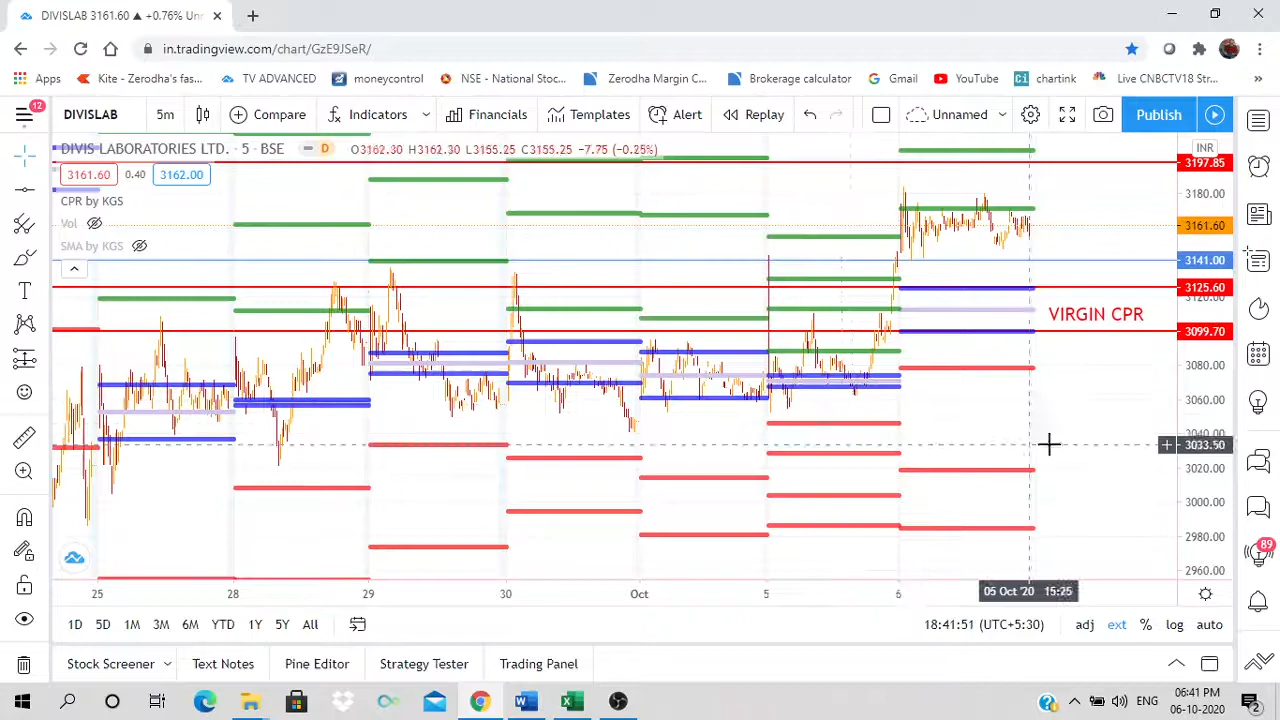 DIVISLAB 3161.60 ▲ +0.76% Unn
in.tradingview.com/chart/GzE9JSeR/
Apps
Kite - Zerodha's fas...
TV ADVANCED
moneycontrol
NSE - National Stoc...
Zerodha Margin C...
Brokerage calculator
Gmail
YouTube
chartink
Live CNBCTV18 St...
»
12
DIVISLAB
5m
Compare
Indicators
Financials
Templates
Alert
Replay
Unnamed
Publish
DIVIS LABORATORIES LTD. · 5 · BSE
D
O3162.30 H3162.30 L3155.25 C3155.25 -7.75 (-0.25%)
INR
3161.60
0.40
3162.00
CPR by KGS
Vol
SMA by KGS
3197.85
3180.00
3161.60
3141.00
3125.60
3120.00
VIRGIN CPR
3099.70
3080.00
3060.00
3040.00
3033.50
3020.00
3000.00
2980.00
2960.00
89
25
28
29
30
Oct
5
6
05 Oct '20 15:25
1D
5D
1M
3M
6M
YTD
1Y
5Y
All
18:41:51 (UTC+5:30)
adj
ext
%
log
auto
Stock Screener
Text Notes
Pine Editor
Strategy Tester
Trading Panel
ENG
06:41 PM
06-10-2020
2